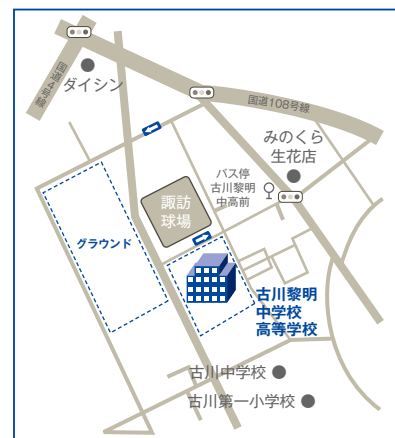 国道4号線
ダイシン
国道108号線
みのくら
生花店
バス停
古川黎明
中高前
諏訪
球場
グラウンド
古川黎明
中学校
高等学校
古川中学校
古川第一小学校